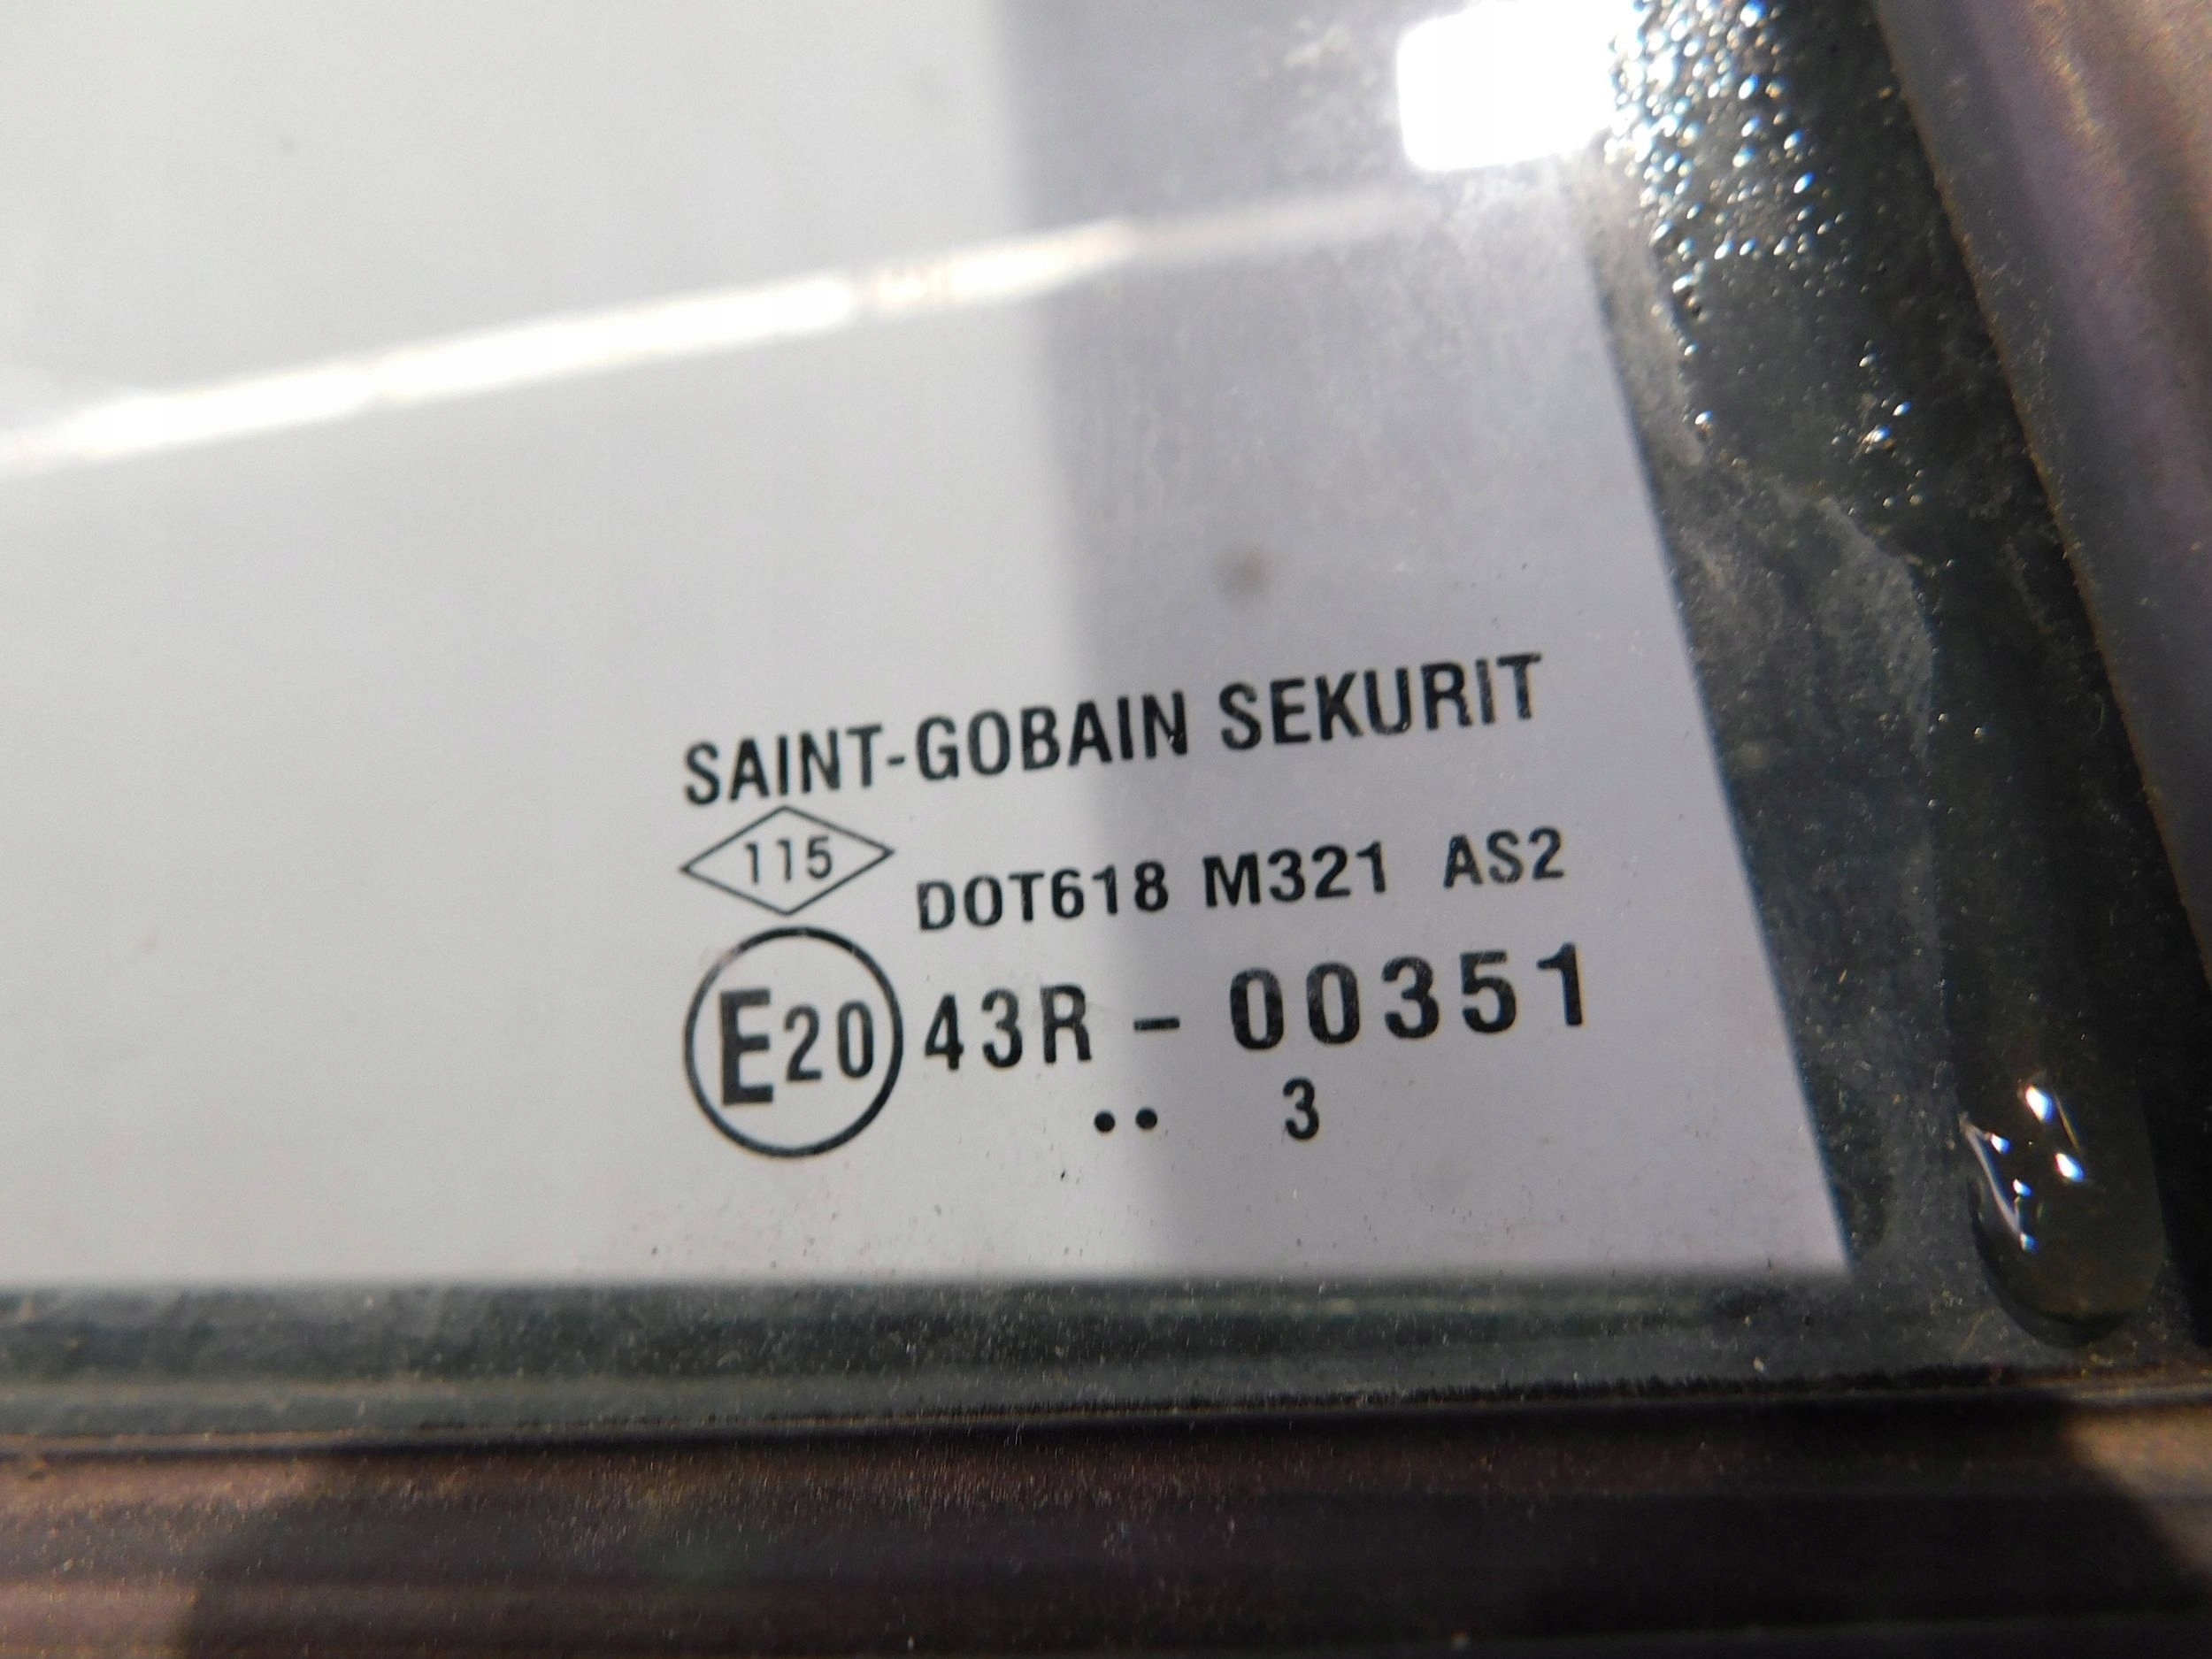 SAINT-GOBAIN SEKURIT
115
DOT618 M321 AS2
E20 43R - 00351
•• 3